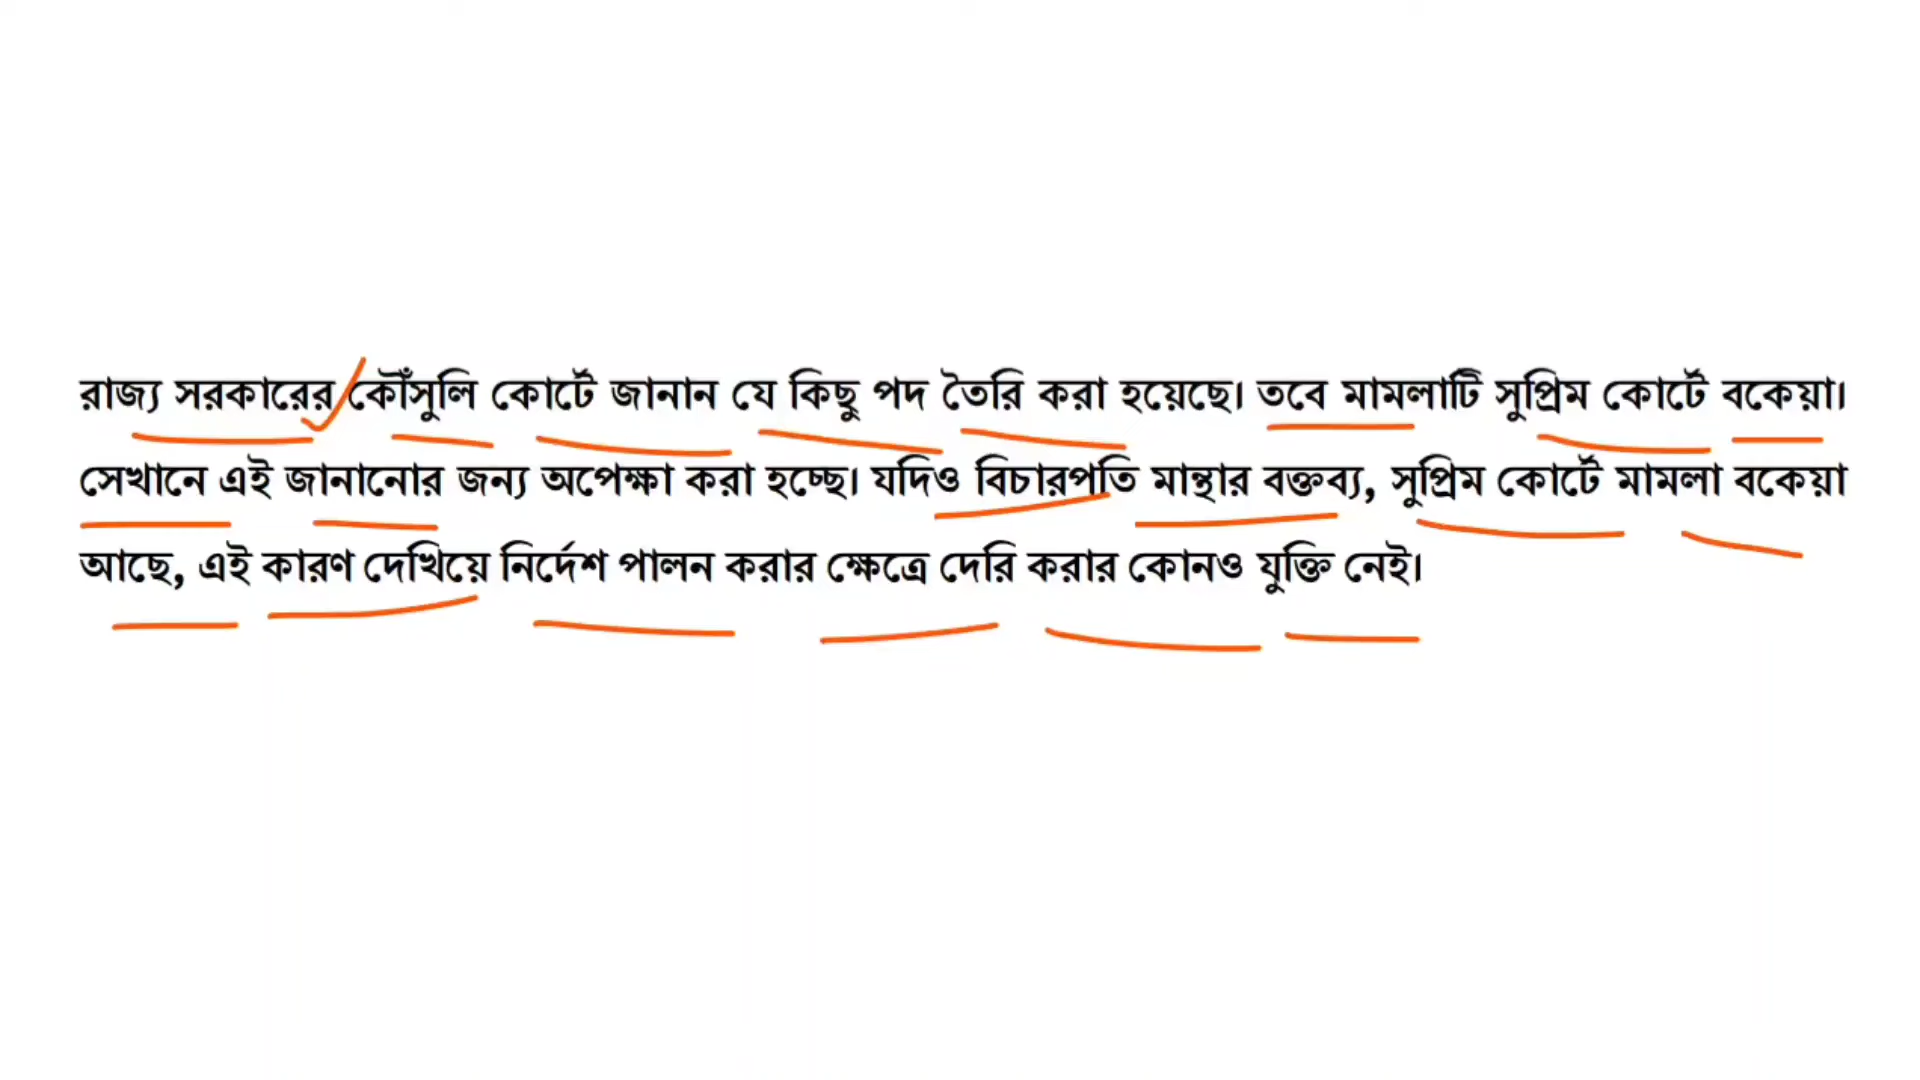 রাজ্য সরকারের কৌঁসুলি কোর্টে জানান যে কিছু পদ তৈরি করা হয়েছে। তবে মামলাটি সুপ্রিম কোর্টে বকেয়া।
সেখানে এই জানানোর জন্য অপেক্ষা করা হচ্ছে। যদিও বিচারপতি মান্থার বক্তব্য, সুপ্রিম কোর্টে মামলা বকেয়া
আছে, এই কারণ দেখিয়ে নির্দেশ পালন করার ক্ষেত্রে দেরি করার কোনও যুক্তি নেই।